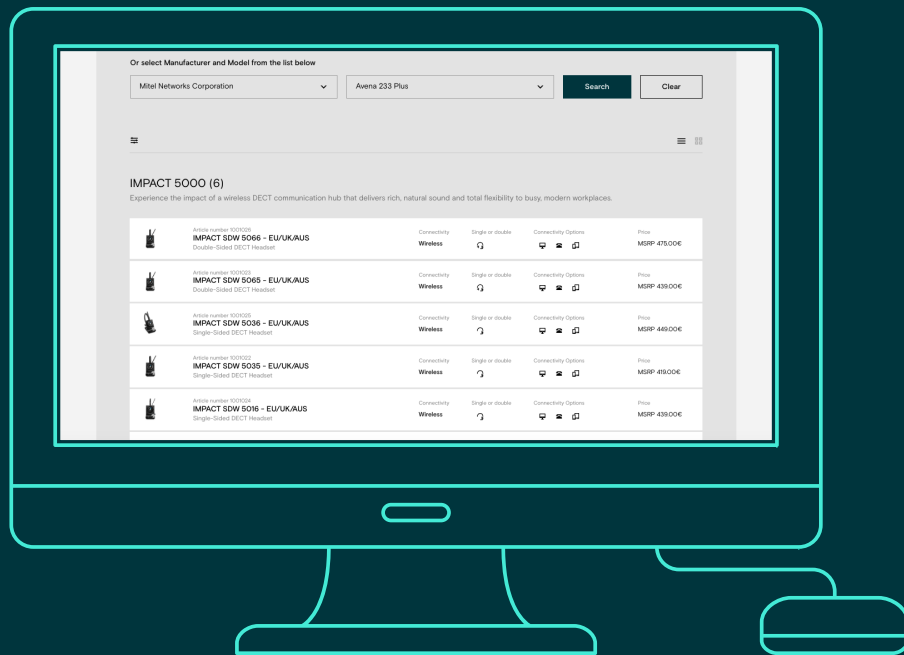 Or select Manufacturer and Model from the list below
Mitel Networks Corporation
Avena 233 Plus
Search
Clear
IMPACT 5000 (6)
Experience the impact of a wireless DECT communication hub that delivers rich, natural sound and total flexibility to busy, modern workplaces.
Article number 1001026
IMPACT SDW 5066 - EU/UK/AUS
Double-Sided DECT Headset
Connectivity
Wireless
Single or double
Connectivity Options
Price
MSRP 475.00€
Article number 1001023
IMPACT SDW 5065 - EU/UK/AUS
Double-Sided DECT Headset
Connectivity
Wireless
Single or double
Connectivity Options
Price
MSRP 439.00€
Article number 1001025
IMPACT SDW 5036 - EU/UK/AUS
Single-Sided DECT Headset
Connectivity
Wireless
Single or double
Connectivity Options
Price
MSRP 449.00€
Article number 1001022
IMPACT SDW 5035 - EU/UK/AUS
Single-Sided DECT Headset
Connectivity
Wireless
Single or double
Connectivity Options
Price
MSRP 419.00€
Article number 1001024
IMPACT SDW 5016 - EU/UK/AUS
Single-Sided DECT Headset
Connectivity
Wireless
Single or double
Connectivity Options
Price
MSRP 439.00€